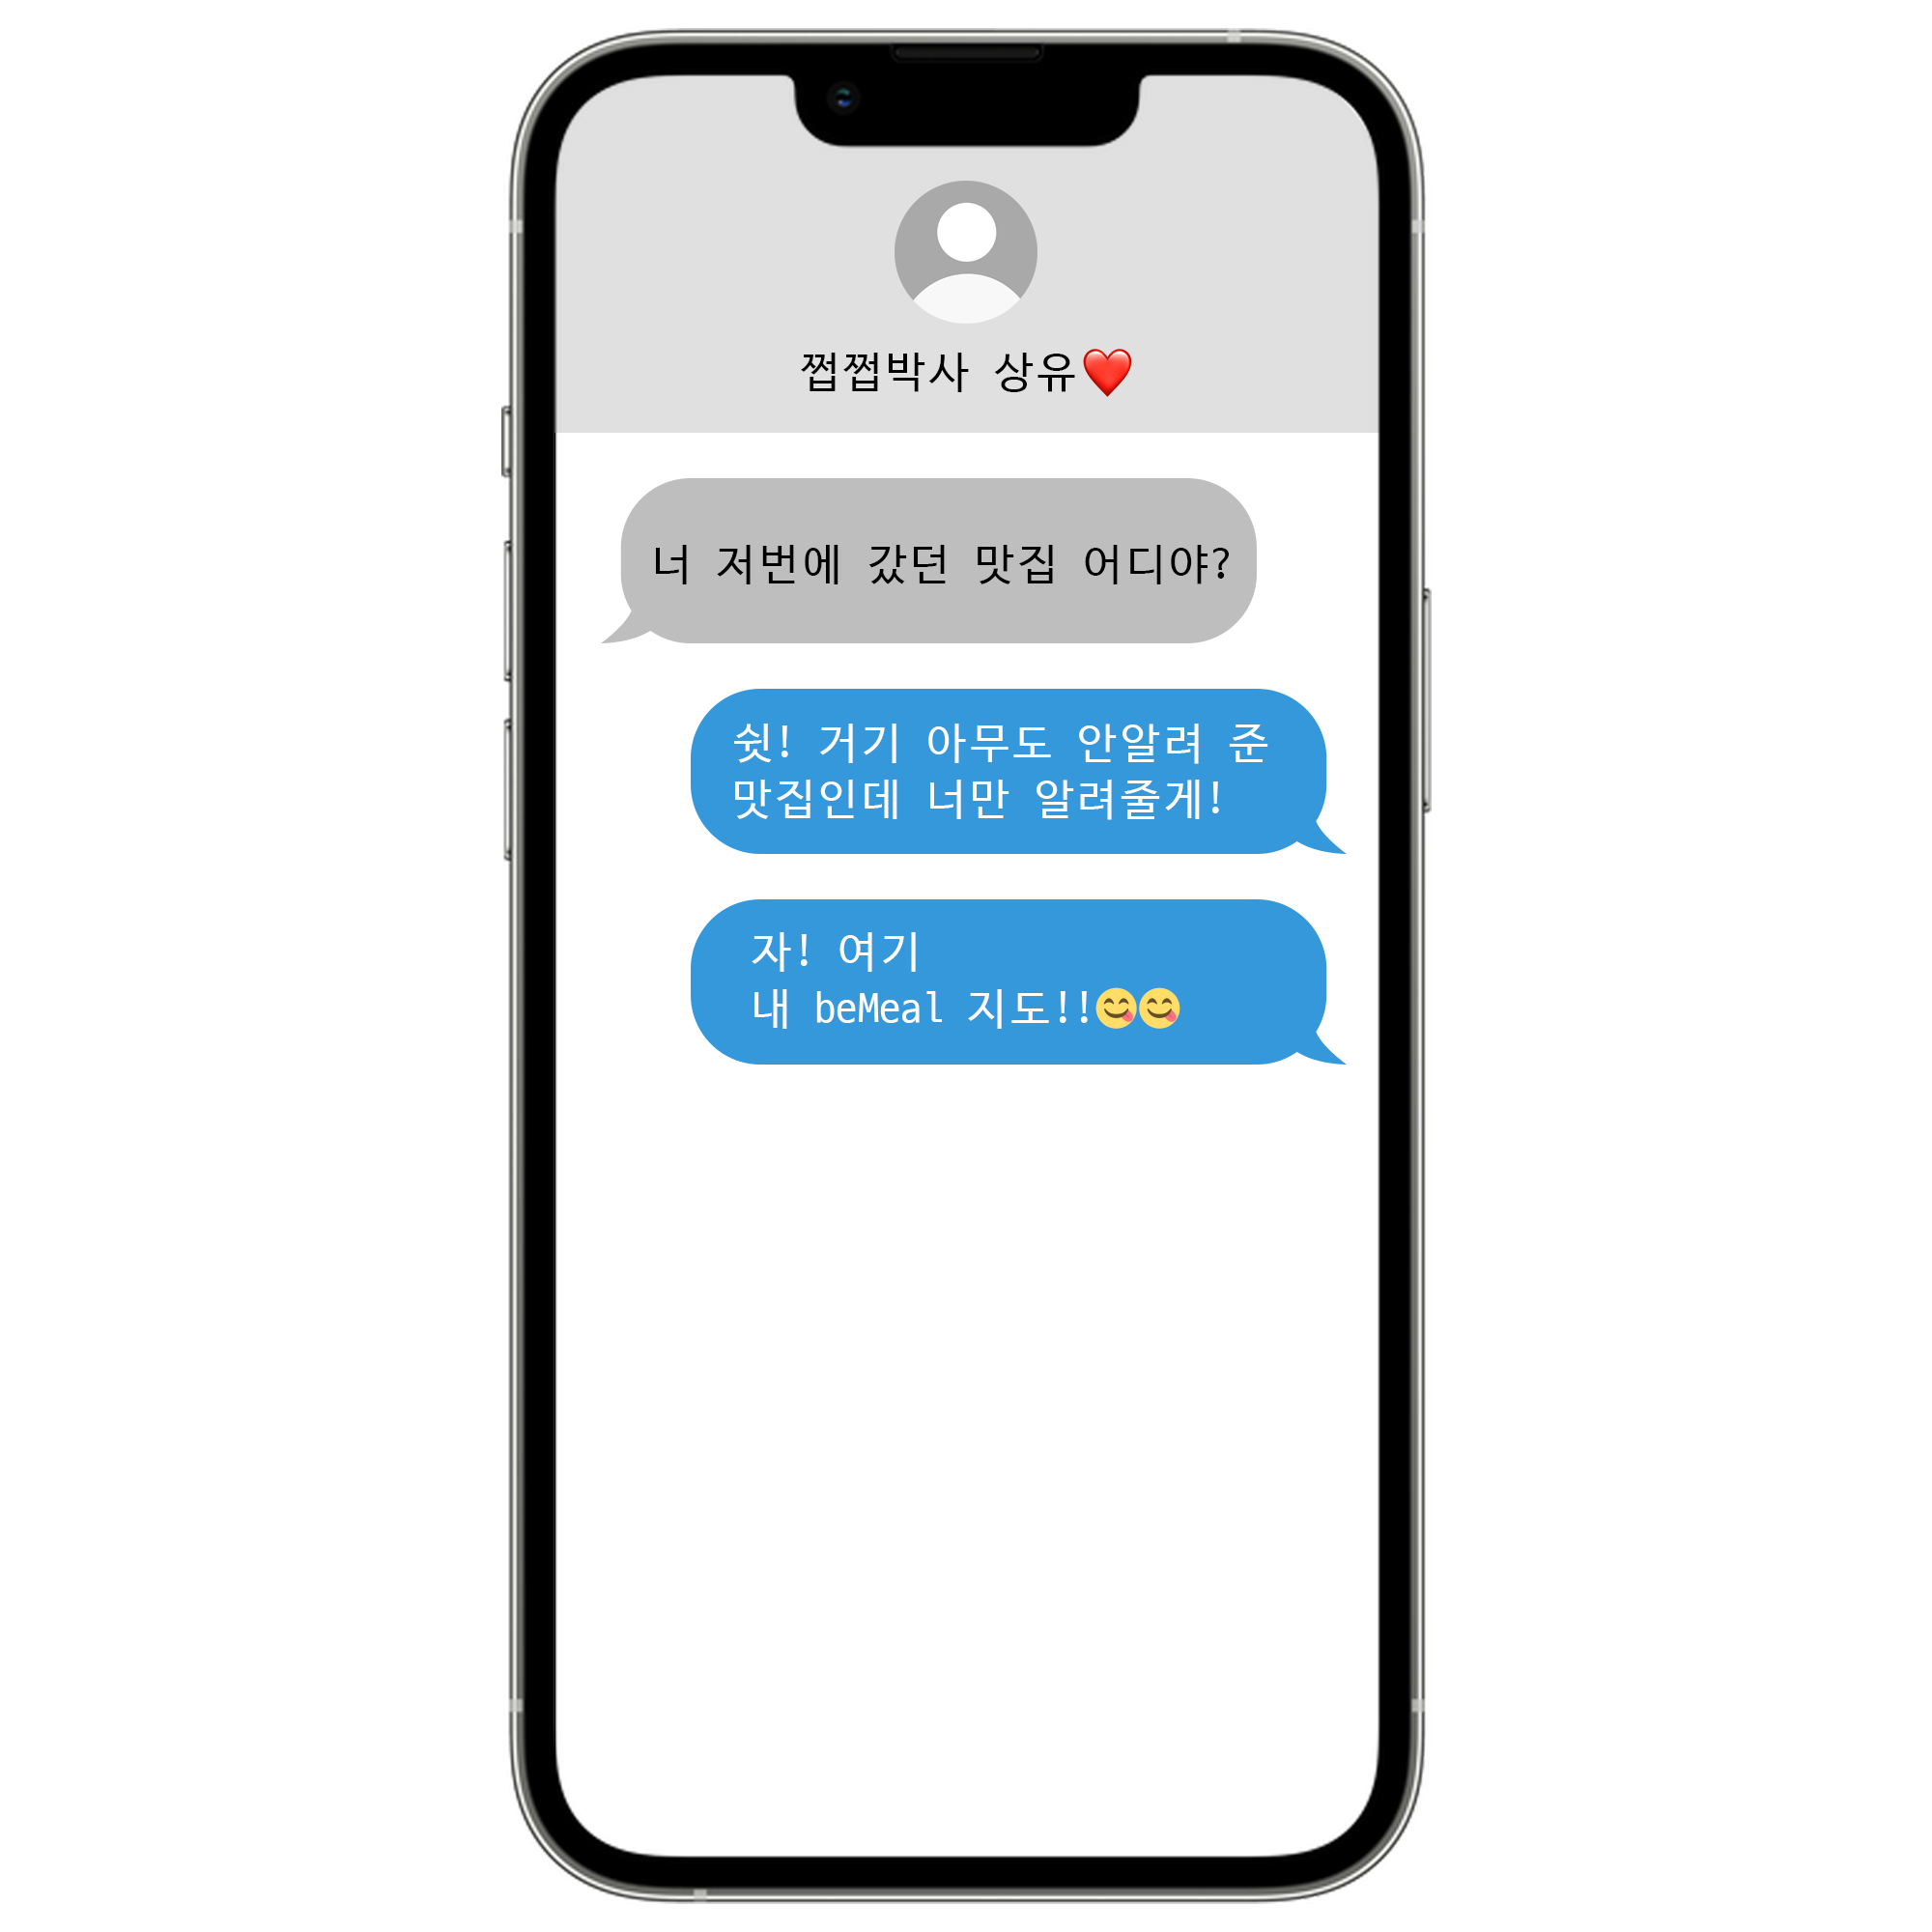 쩝쩝박사 상유❤️
너 저번에 갔던 맛집 어디야?
쉿! 거기 아무도 안알려 준
맛집인데 너만 알려줄게!
자! 여기
내 beMeal 지도!!😋😋